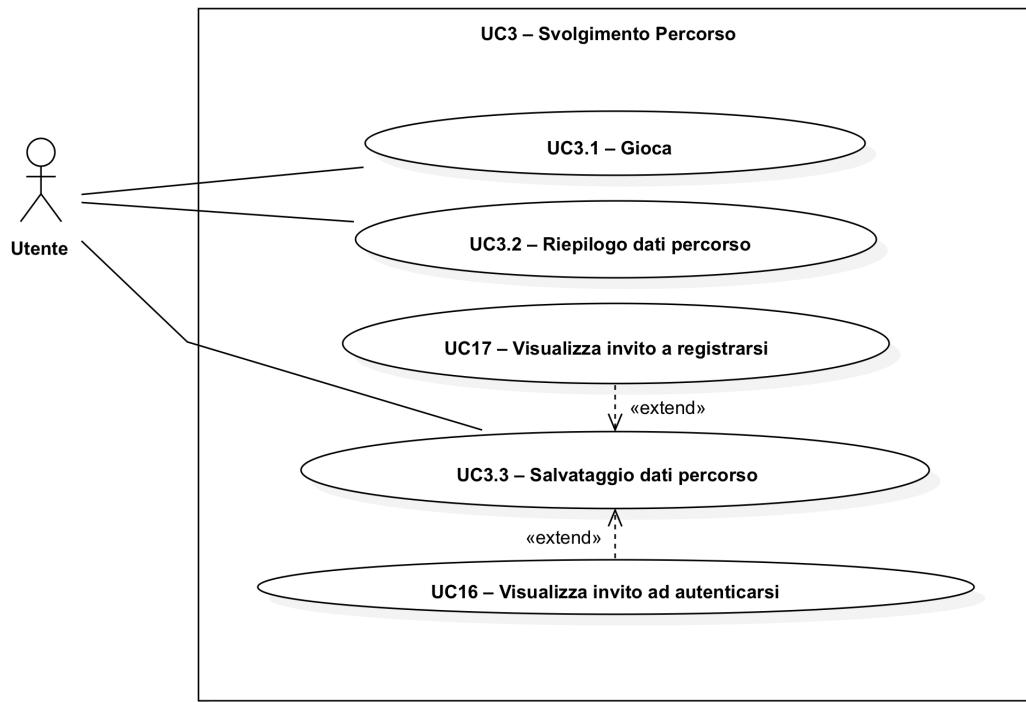 UC3 – Svolgimento Percorso
UC3.1 – Gioca
Utente
UC3.2 – Riepilogo dati percorso
UC17 – Visualizza invito a registrarsi
«extend»
UC3.3 – Salvataggio dati percorso
«extend»
UC16 – Visualizza invito ad autenticarsi